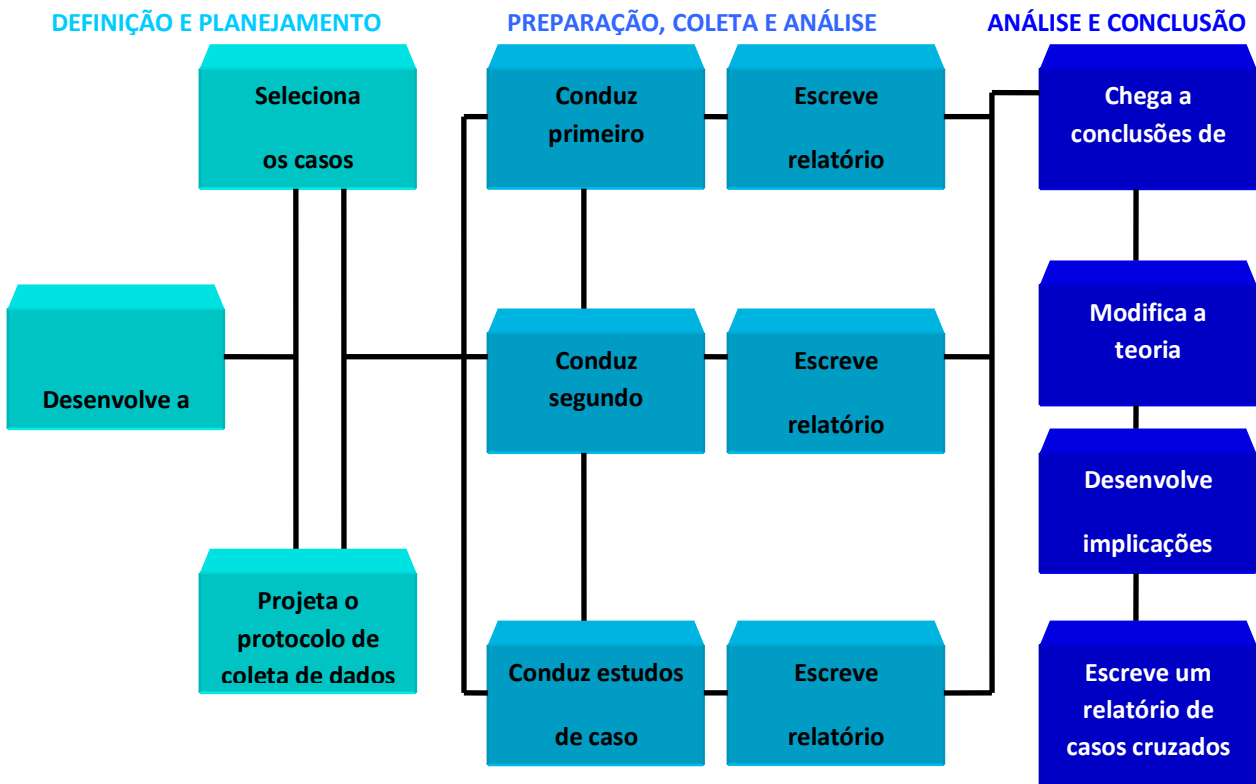 DEFINIÇÃO E PLANEJAMENTO
PREPARAÇÃO, COLETA E ANÁLISE
ANÁLISE E CONCLUSÃO
Seleciona
os casos
Desenvolve a
Projeta o
protocolo de
coleta de dados
Conduz
primeiro
Escreve
relatório
Conduz
segundo
Escreve
relatório
Conduz estudos
de caso
Escreve
relatório
Chega a
conclusões de
Modifica a
teoria
Desenvolve
implicações
Escreve um
relatório de
casos cruzados